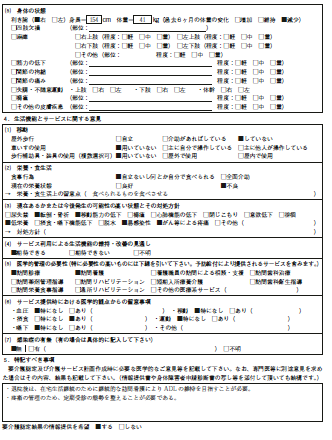 (5) 身体の状態
利き腕（■右 □左）身長＝ 154 cm 体重＝ 41 kg（過去６ヶ月の体重の変化 □増加 □維持 ■減少）
□四肢欠損 （部位：
□麻痺 □右上肢（程度：□軽 □中 □重） □左上肢（程度：□軽 □中 □重）
□右下肢（程度：□軽 □中 □重） □左下肢（程度：□軽 □中 □重）
□その他（部位： 程度：□軽 □中 □重）
□筋力の低下 （部位： 程度：□軽 □中 □重）
□関節の拘縮 （部位： 程度：□軽 □中 □重）
□関節の痛み （部位： 程度：□軽 □中 □重）
□失調・不随意運動 ・上肢 □右 □左 ・下肢 □右 □左 ・体幹 □右 □左
□褥瘡 （部位： 程度：□軽 □中 □重）
□その他の皮膚疾患（部位： 程度：□軽 □中 □重）
４．生活機能とサービスに関する意見
(1) 移動
屋外歩行 □自立 □介助があればしている ■していない
車いすの使用 ■用いていない □主に自分で操作している □主に他人が操作している
歩行補助具・装具の使用（複数選択可） ■用いていない □屋外で使用 □屋内で使用
(2) 栄養・食生活
食事行為 ■自立ないし何とか自分で食べられる □全面介助
現在の栄養状態 □良好 ■不良
→ 栄養・食生活上の留意点（ 食べられるものを食べさせる ）
(3) 現在あるかまたは今後発生の可能性の高い状態とその対処方針
□尿失禁 ■転倒・骨折 ■移動能力の低下 □褥瘡 □心肺機能の低下 □閉じこもり □意欲低下 □徘徊
■低栄養 □摂食・嚥下機能低下 □脱水 ■易感染性 ■がん等による疼痛 □その他（ ）
→ 対処方針（ ）
(4) サービス利用による生活機能の維持・改善の見通し
■期待できる □期待できない □不明
(5) 医学的管理の必要性（特に必要性の高いものには下線を引いて下さい。予防給付により提供されるサービスを含みます。）
■訪問診療 ■訪問看護 □看護職員の訪問による相談・支援 □訪問歯科診療
□訪問薬剤管理指導 □訪問リハビリテーション □短期入所療養介護 □訪問歯科衛生指導
□訪問栄養食事指導 □通所リハビリテーション □その他の医療系サービス（ ）
(6) サービス提供時における医学的観点からの留意事項
・血圧 ■特になし □あり（ ） ・移動 ■特になし □あり（ ）
・摂食 ■特になし □あり（ ） ・運動 ■特になし □あり（ ）
・嚥下 ■特になし □あり（ ） ・その他（ ）
(7) 感染症の有無（有の場合は具体的に記入して下さい）
■無 □有（ ） □不明
５．特記すべき事項
要介護認定及び介護サービス計画作成時に必要な医学的なご意見等を記載して下さい。なお、専門医等に別途意見を求め
た場合はその内容、結果も記載して下さい。（情報提供書や身体障害者申請診断書の写し等を添付して頂いても結構です。）
・退院後は、在宅生活継続のために継続的な訪問看護により ADL の維持を目指すことが必要。
・疼痛の管理のため、定期受診の態勢を整えることが必要である。
要介護認定結果の情報提供を希望 ■する □しない